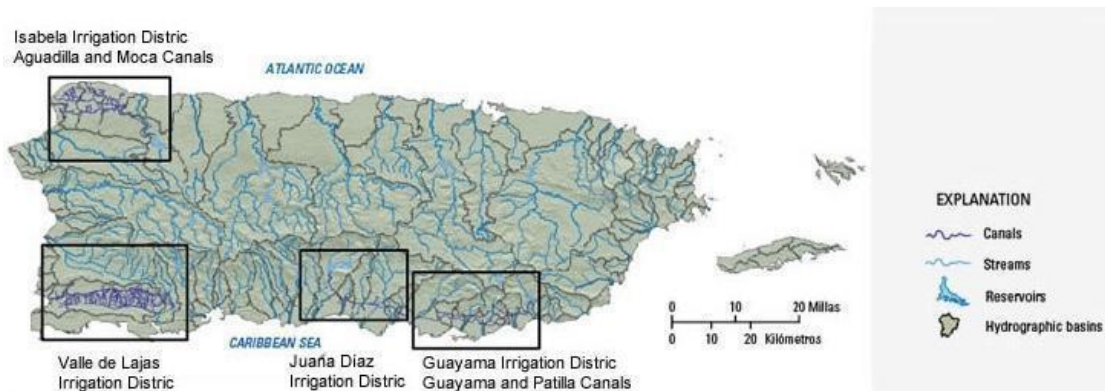 Isabela Irrigation Distric
Aguadilla and Moca Canals
ATLANTIC OCEAN
EXPLANATION
Canals
Streams
Reservoirs
Hydrographic basins
0 10 20 Millas
0 10 20 Kilómetros
CARIBBEAN SEA
Valle de Lajas
Irrigation Distric
Juana Díaz
Irrigation Distric
Guayama Irrigation Distric
Guayama and Patilla Canals